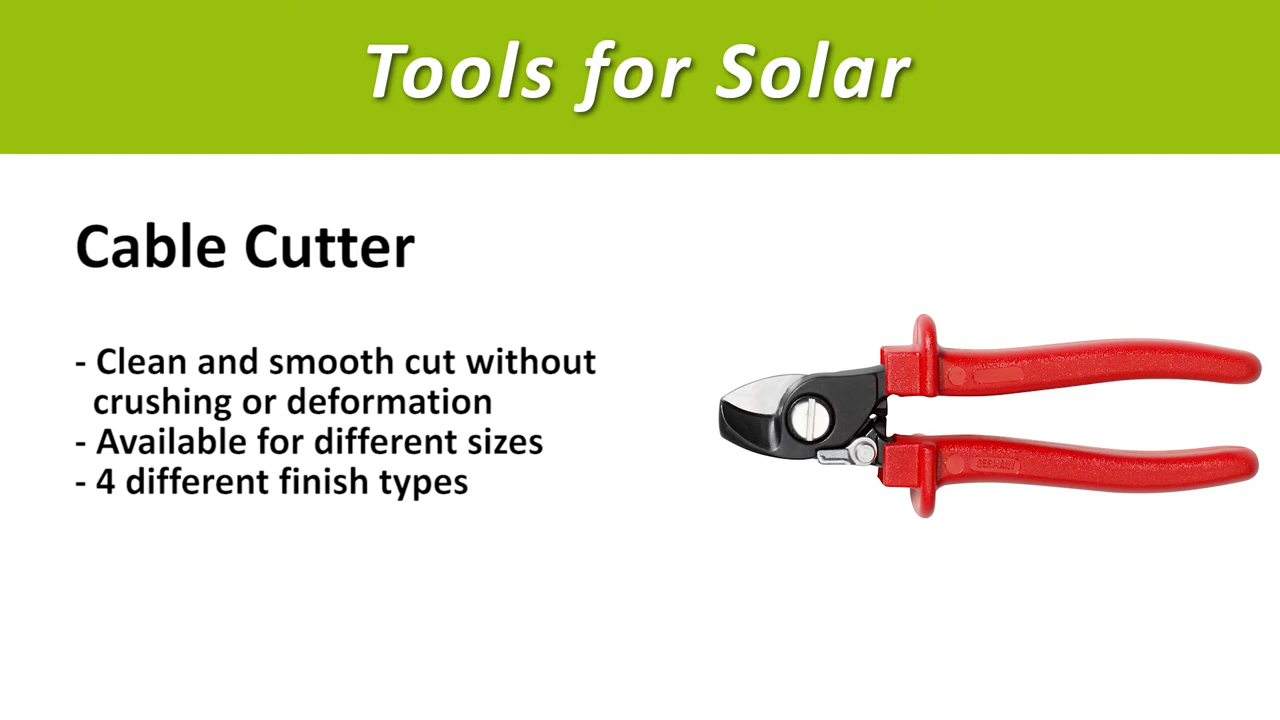 Tools for Solar
Cable Cutter
- Clean and smooth cut without
crushing or deformation
- Available for different sizes
- 4 different finish types
GERMANY